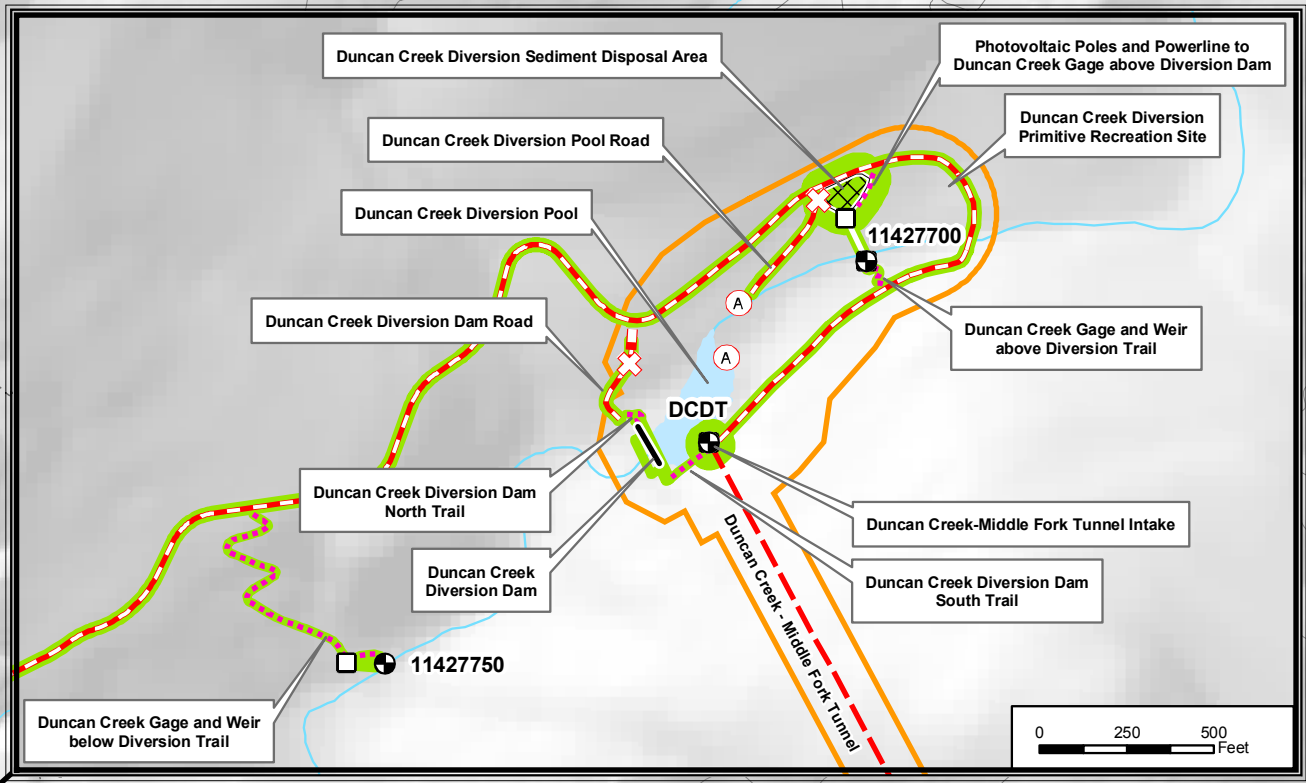 Duncan Creek Diversion Sediment Disposal Area
Photovoltaic Poles and Powerline to
Duncan Creek Gage above Diversion Dam
Duncan Creek Diversion
Primitive Recreation Site
Duncan Creek Diversion Pool Road
Duncan Creek Diversion Pool
11427700
A
Duncan Creek Diversion Dam Road
Duncan Creek Gage and Weir
above Diversion Trail
A
DCDT
Duncan Creek Diversion Dam
North Trail
Duncan Creek-Middle Fork Tunnel Intake
Duncan Creek
Diversion Dam
Duncan Creek Diversion Dam
South Trail
Duncan Creek - Middle Fork Tunnel
11427750
Duncan Creek Gage and Weir
below Diversion Trail
0 250 500
Feet